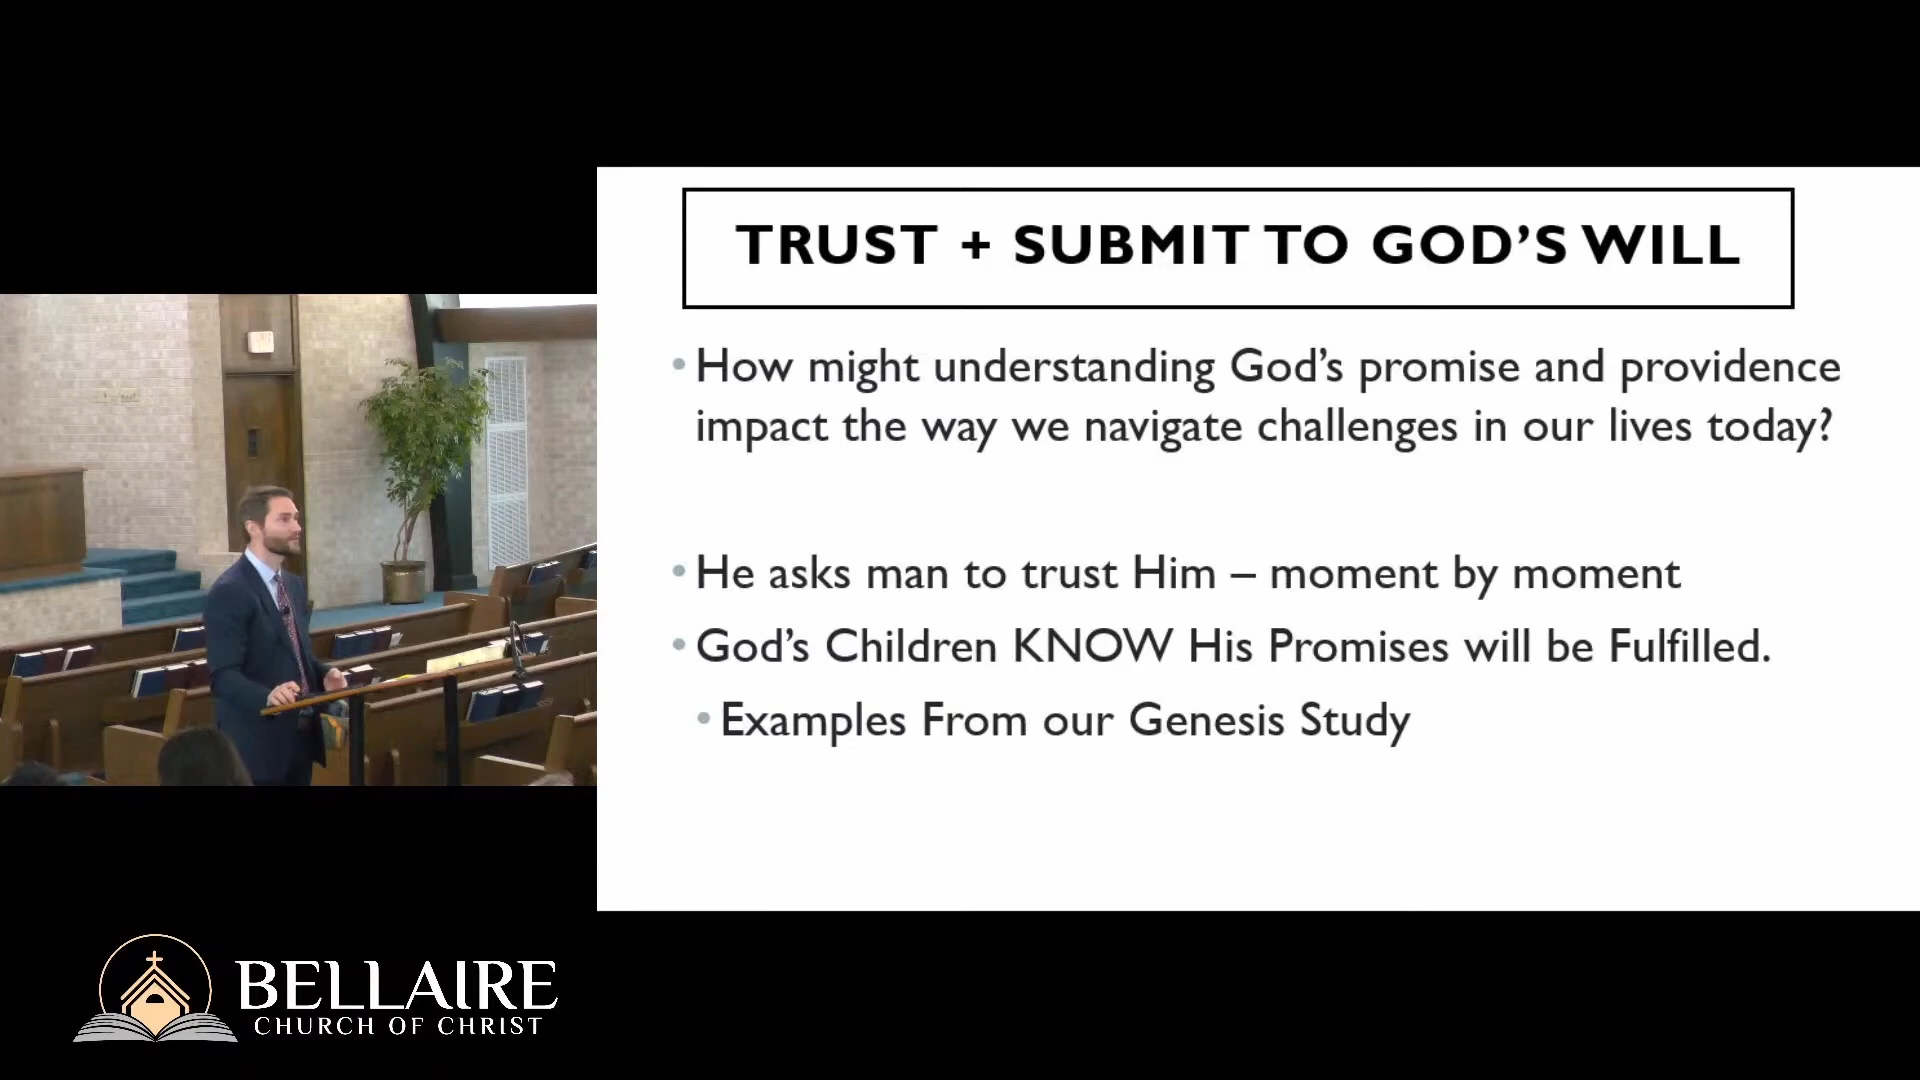 TRUST + SUBMIT TO GOD'S WILL
• How might understanding God's promise and providence
impact the way we navigate challenges in our lives today?
• He asks man to trust Him – moment by moment
• God's Children KNOW His Promises will be Fulfilled.
• Examples From our Genesis Study
BELLAIRE
CHURCH OF CHRIST